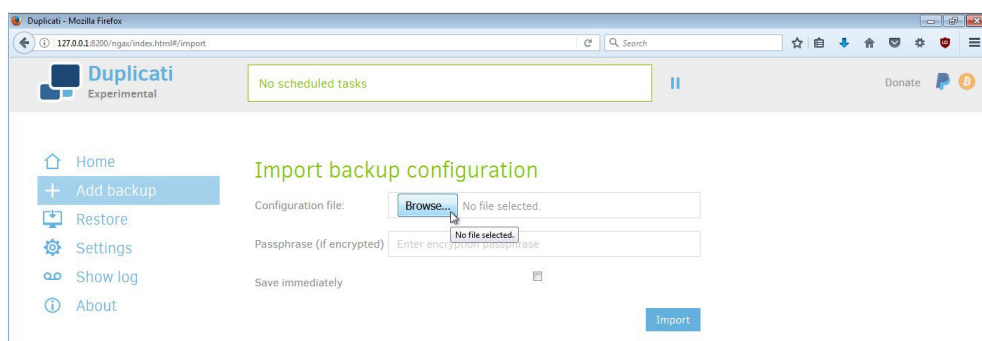 Duplicati - Mozilla Firefox
127.0.0.1:8200/ngax/index.html#/import
Search
Duplicati
Experimental
No scheduled tasks
Donate
Home
Add backup
Restore
Settings
Show log
About
Import backup configuration
Configuration file:
Browse... No file selected.
No file selected.
Passphrase (if encrypted)
Enter encryption passphrase
Save immediately
Import